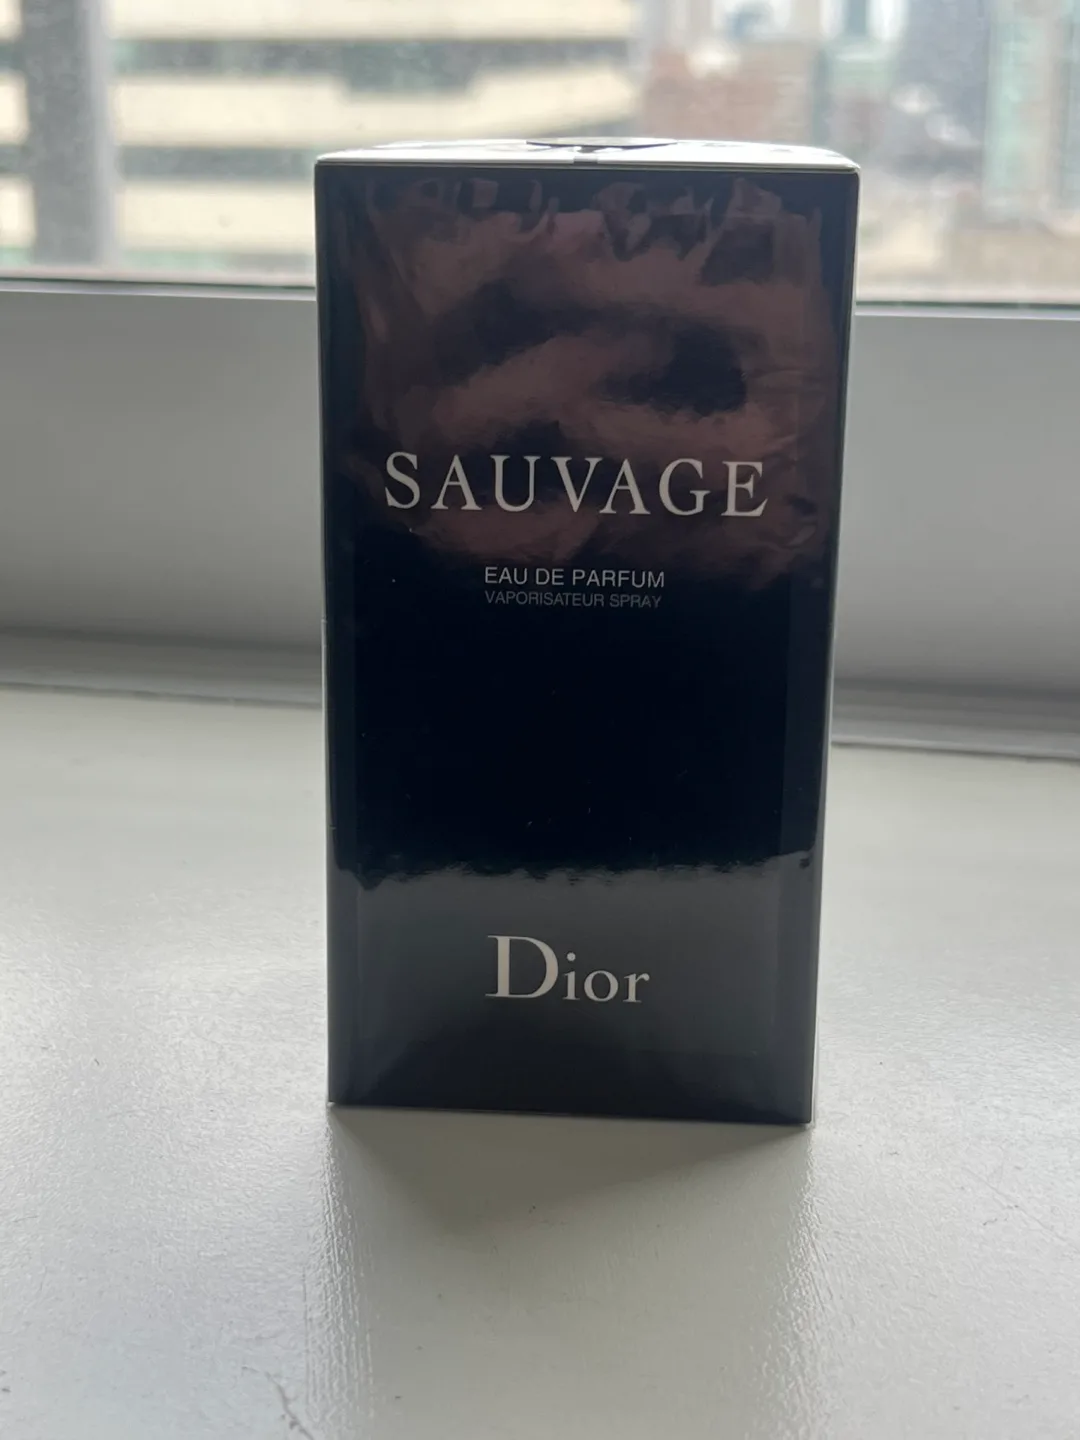 SAUVAGE
EAU DE PARFUM
VAPORISATEUR SPRAY
Dior